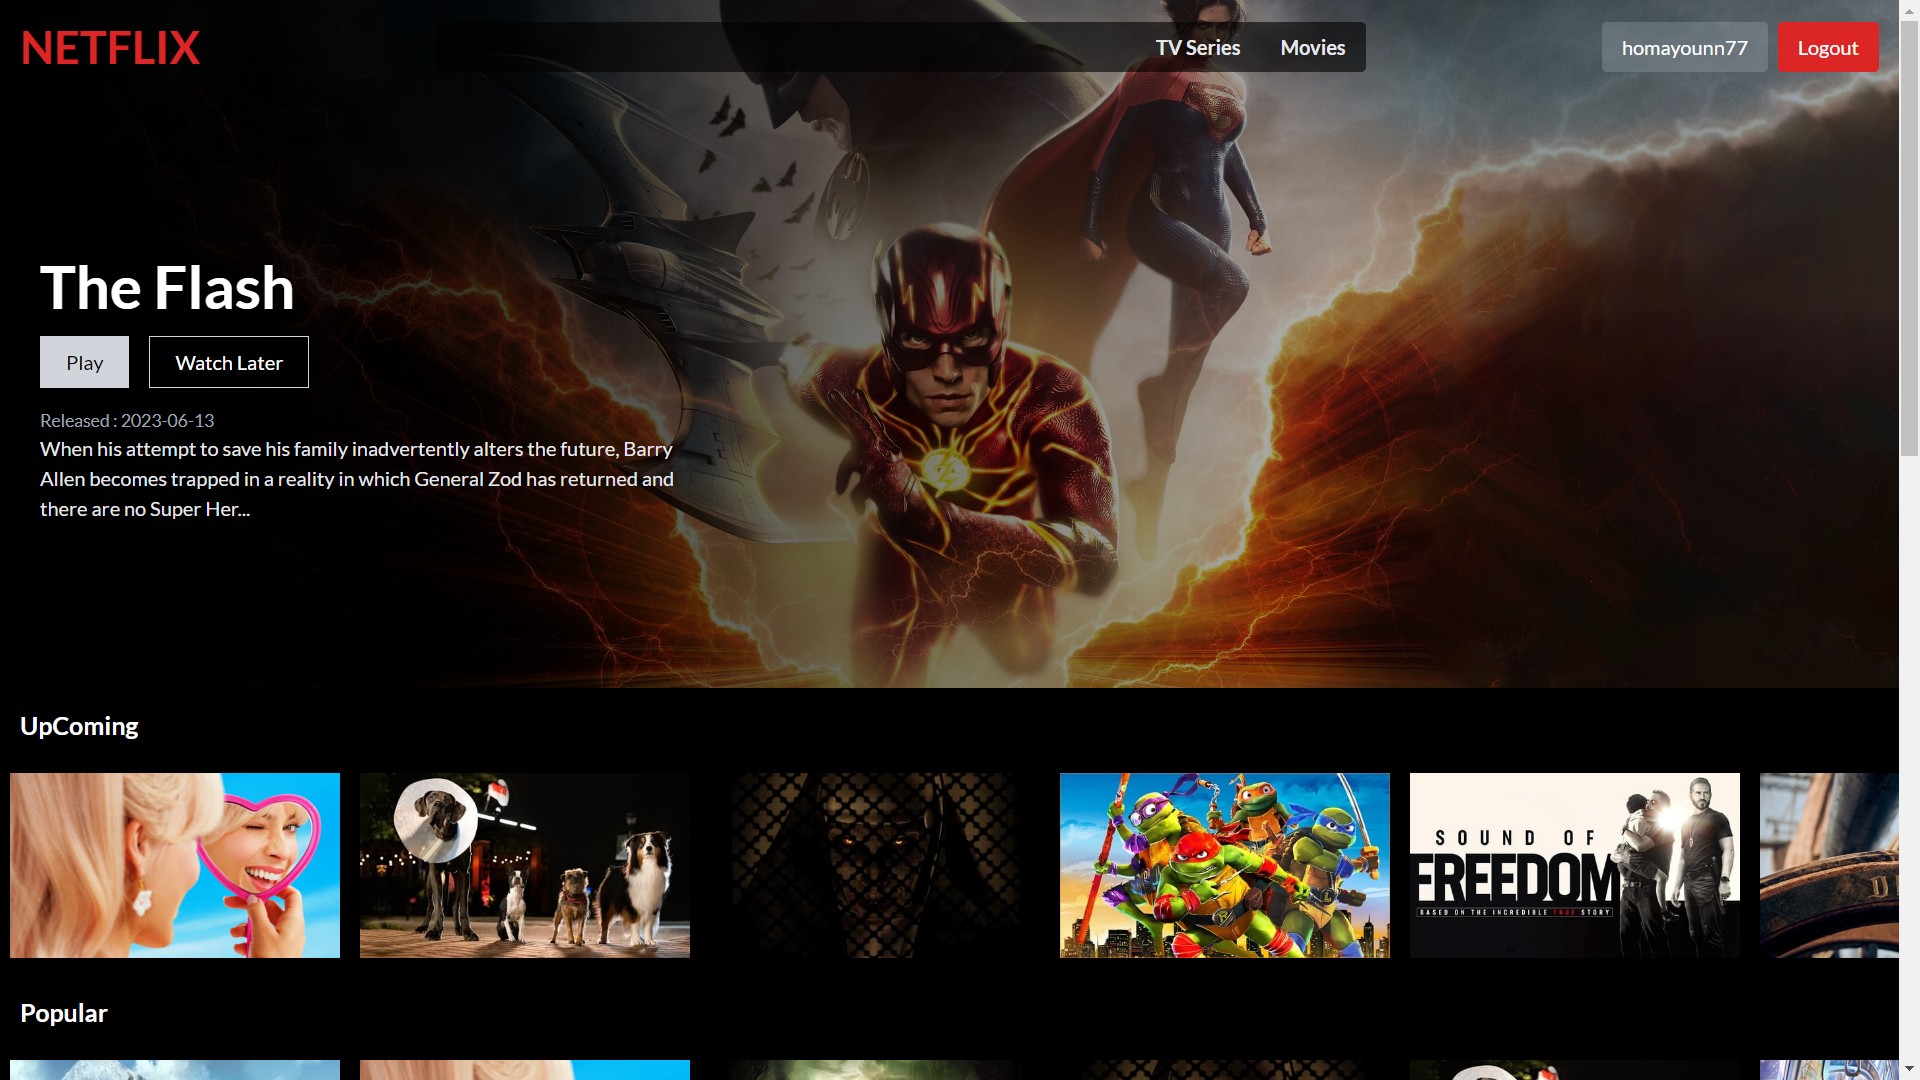 NETFLIX
TV Series
Movies
homayounn77
Logout
The Flash
Play
Watch Later
Released : 2023-06-13
When his attempt to save his family inadvertently alters the future, Barry
Allen becomes trapped in a reality in which General Zod has returned and
there are no Super Her...
UpComing
SOUND OF
FREEDOM
BASED ON THE INCREDIBLE TRUE STORY
Popular